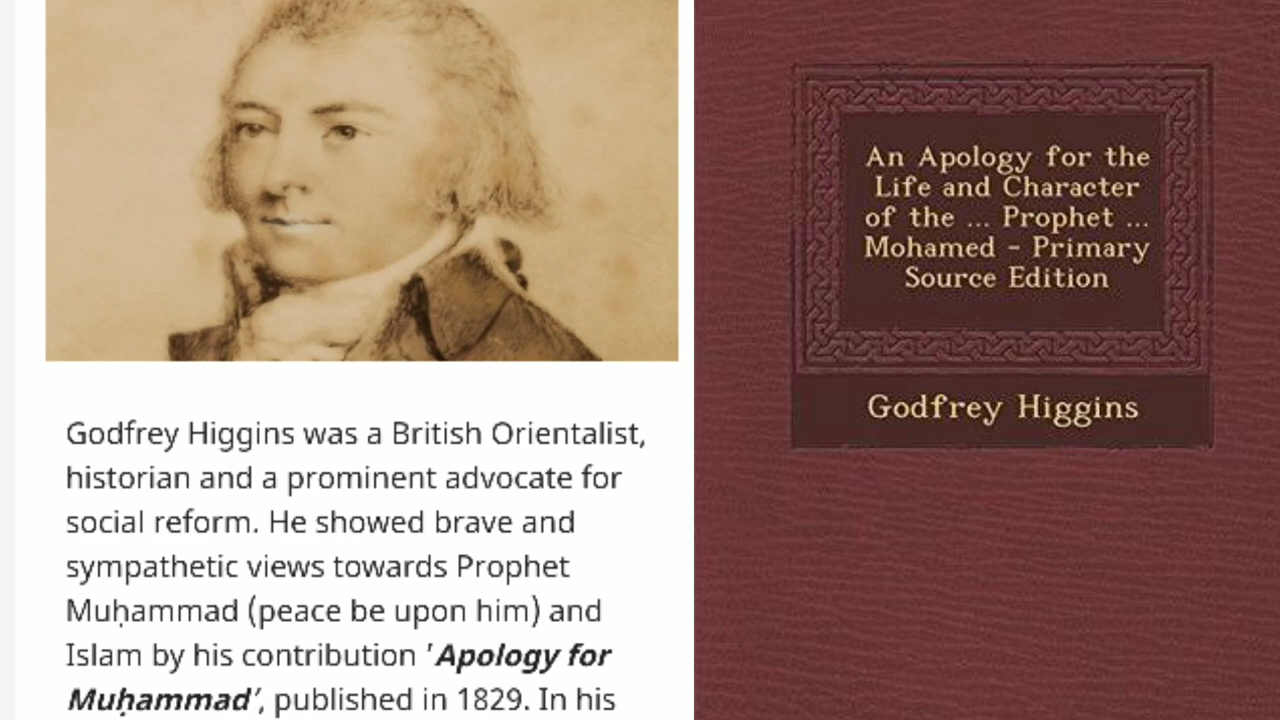 Godfrey Higgins was a British Orientalist,
historian and a prominent advocate for
social reform. He showed brave and
sympathetic views towards Prophet
Muḥammad (peace be upon him) and
Islam by his contribution 'Apology for
Muḥammad', published in 1829. In his
An Apology for the
Life and Character
of the ... Prophet ...
Mohamed - Primary
Source Edition
Godfrey Higgins